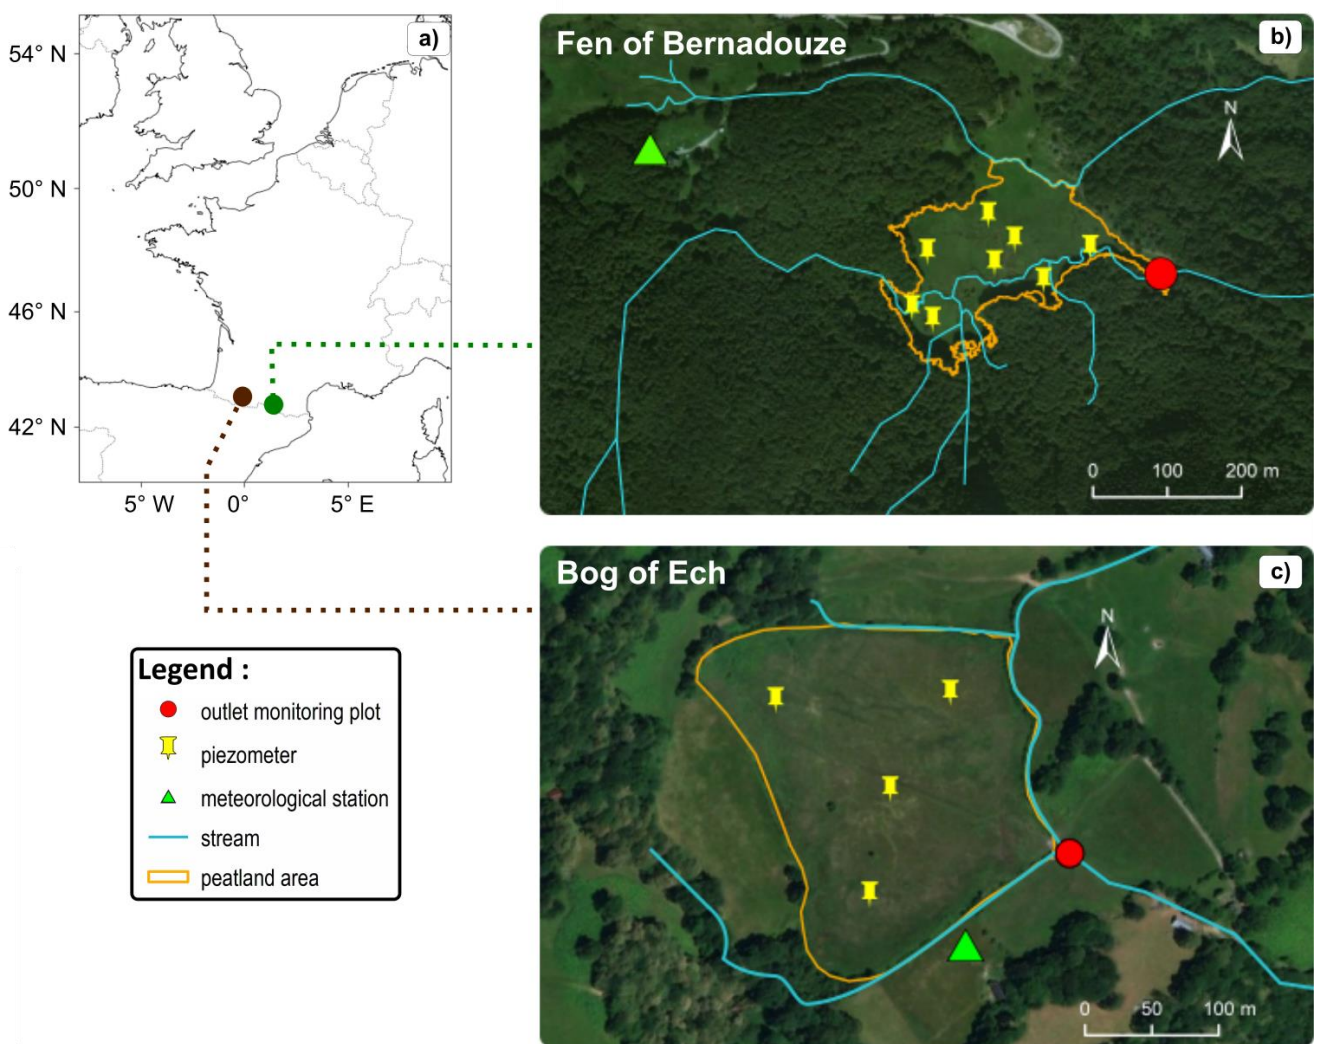 a)
54° N
50° N
46° N
42° N
5° W
0°
5° E
Fen of Bernadouze
b)
N
0
100
200 m
Bog of Ech
c)
N
0
50
100 m
Legend :
outlet monitoring plot
piezometer
meteorological station
stream
peatland area